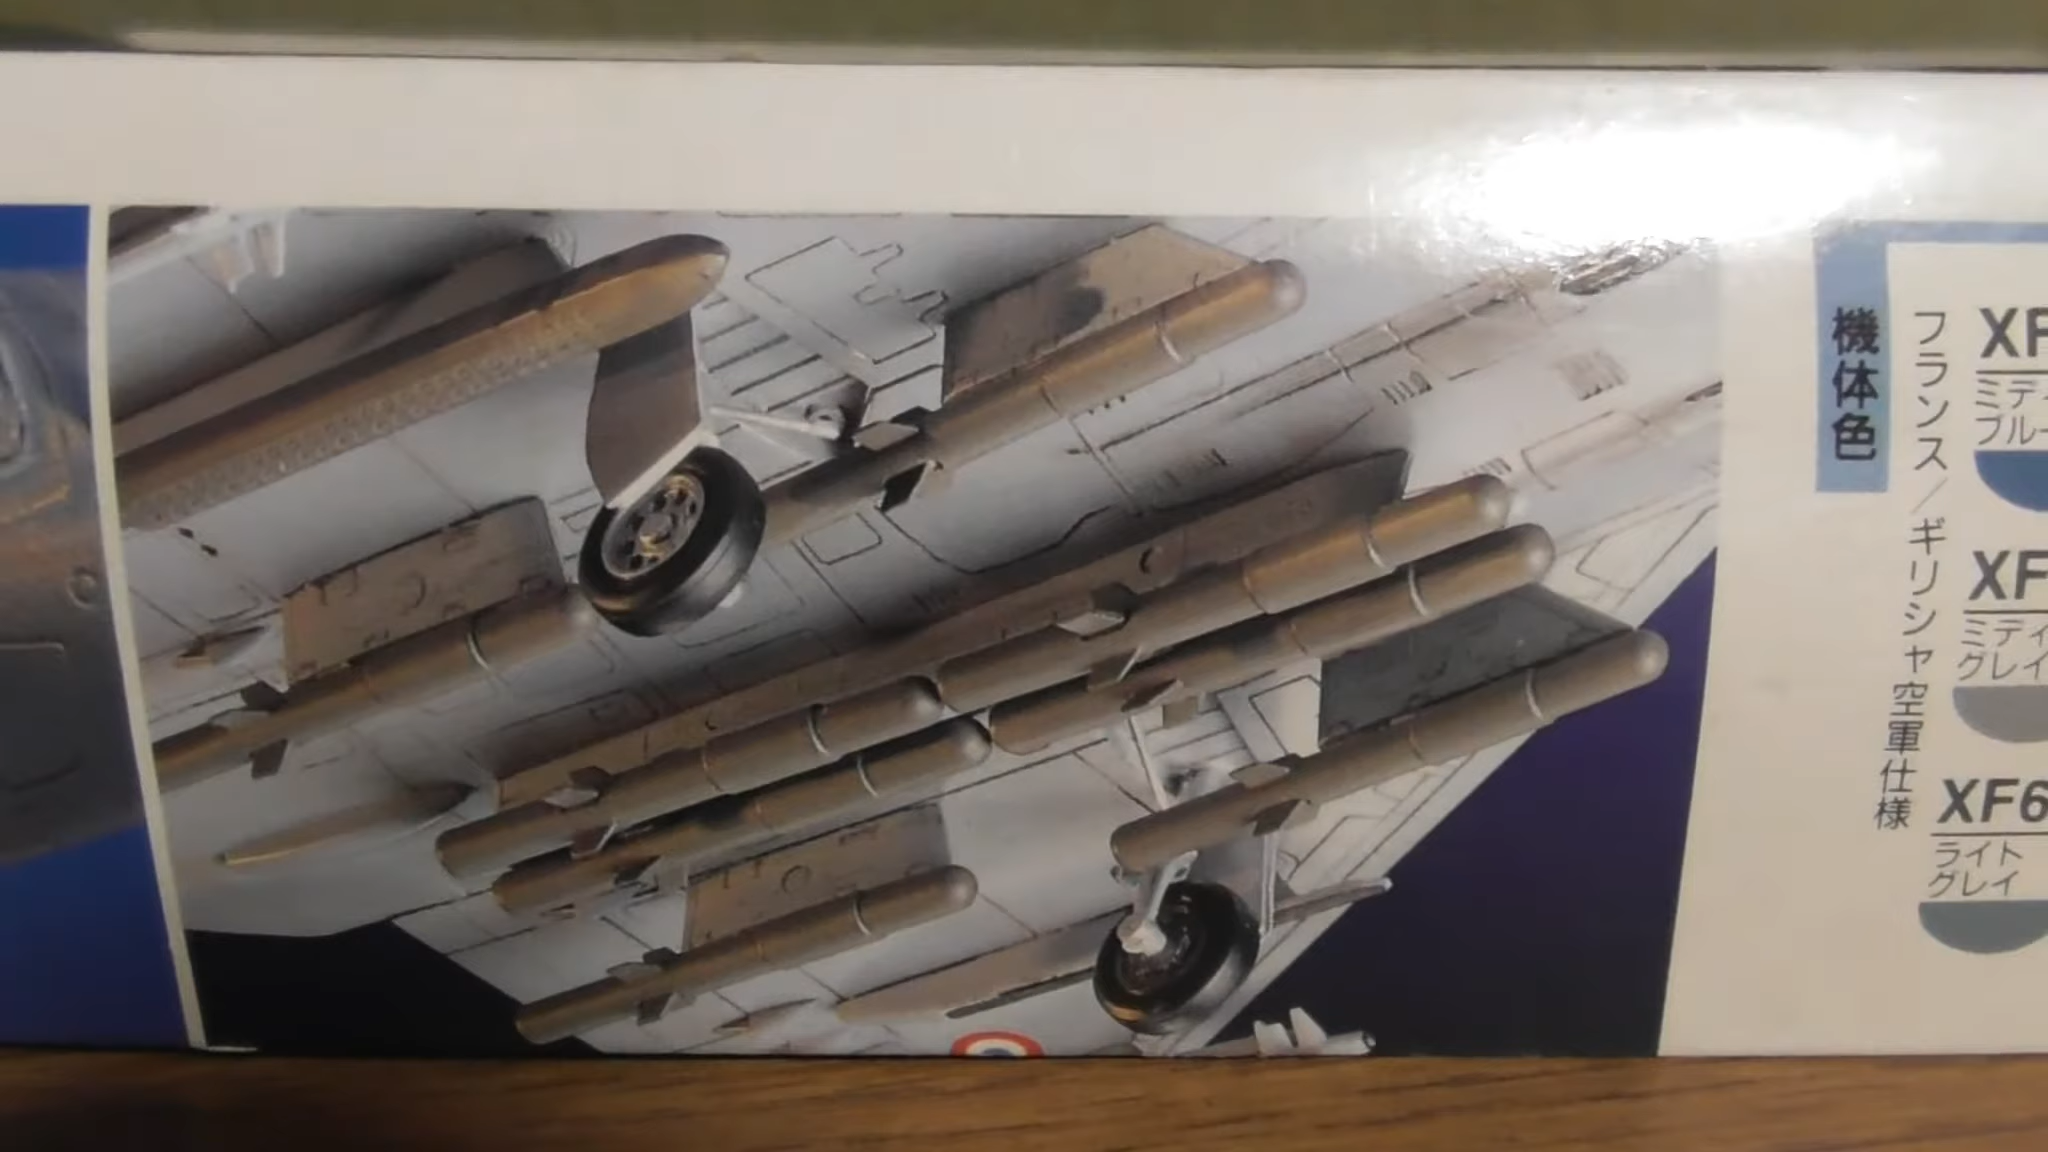 機体色
フランス/ギリシャ空軍仕様
XF
ミディ
ブルー
XF
ミディ
グレイ
XF6
ライト
グレイ